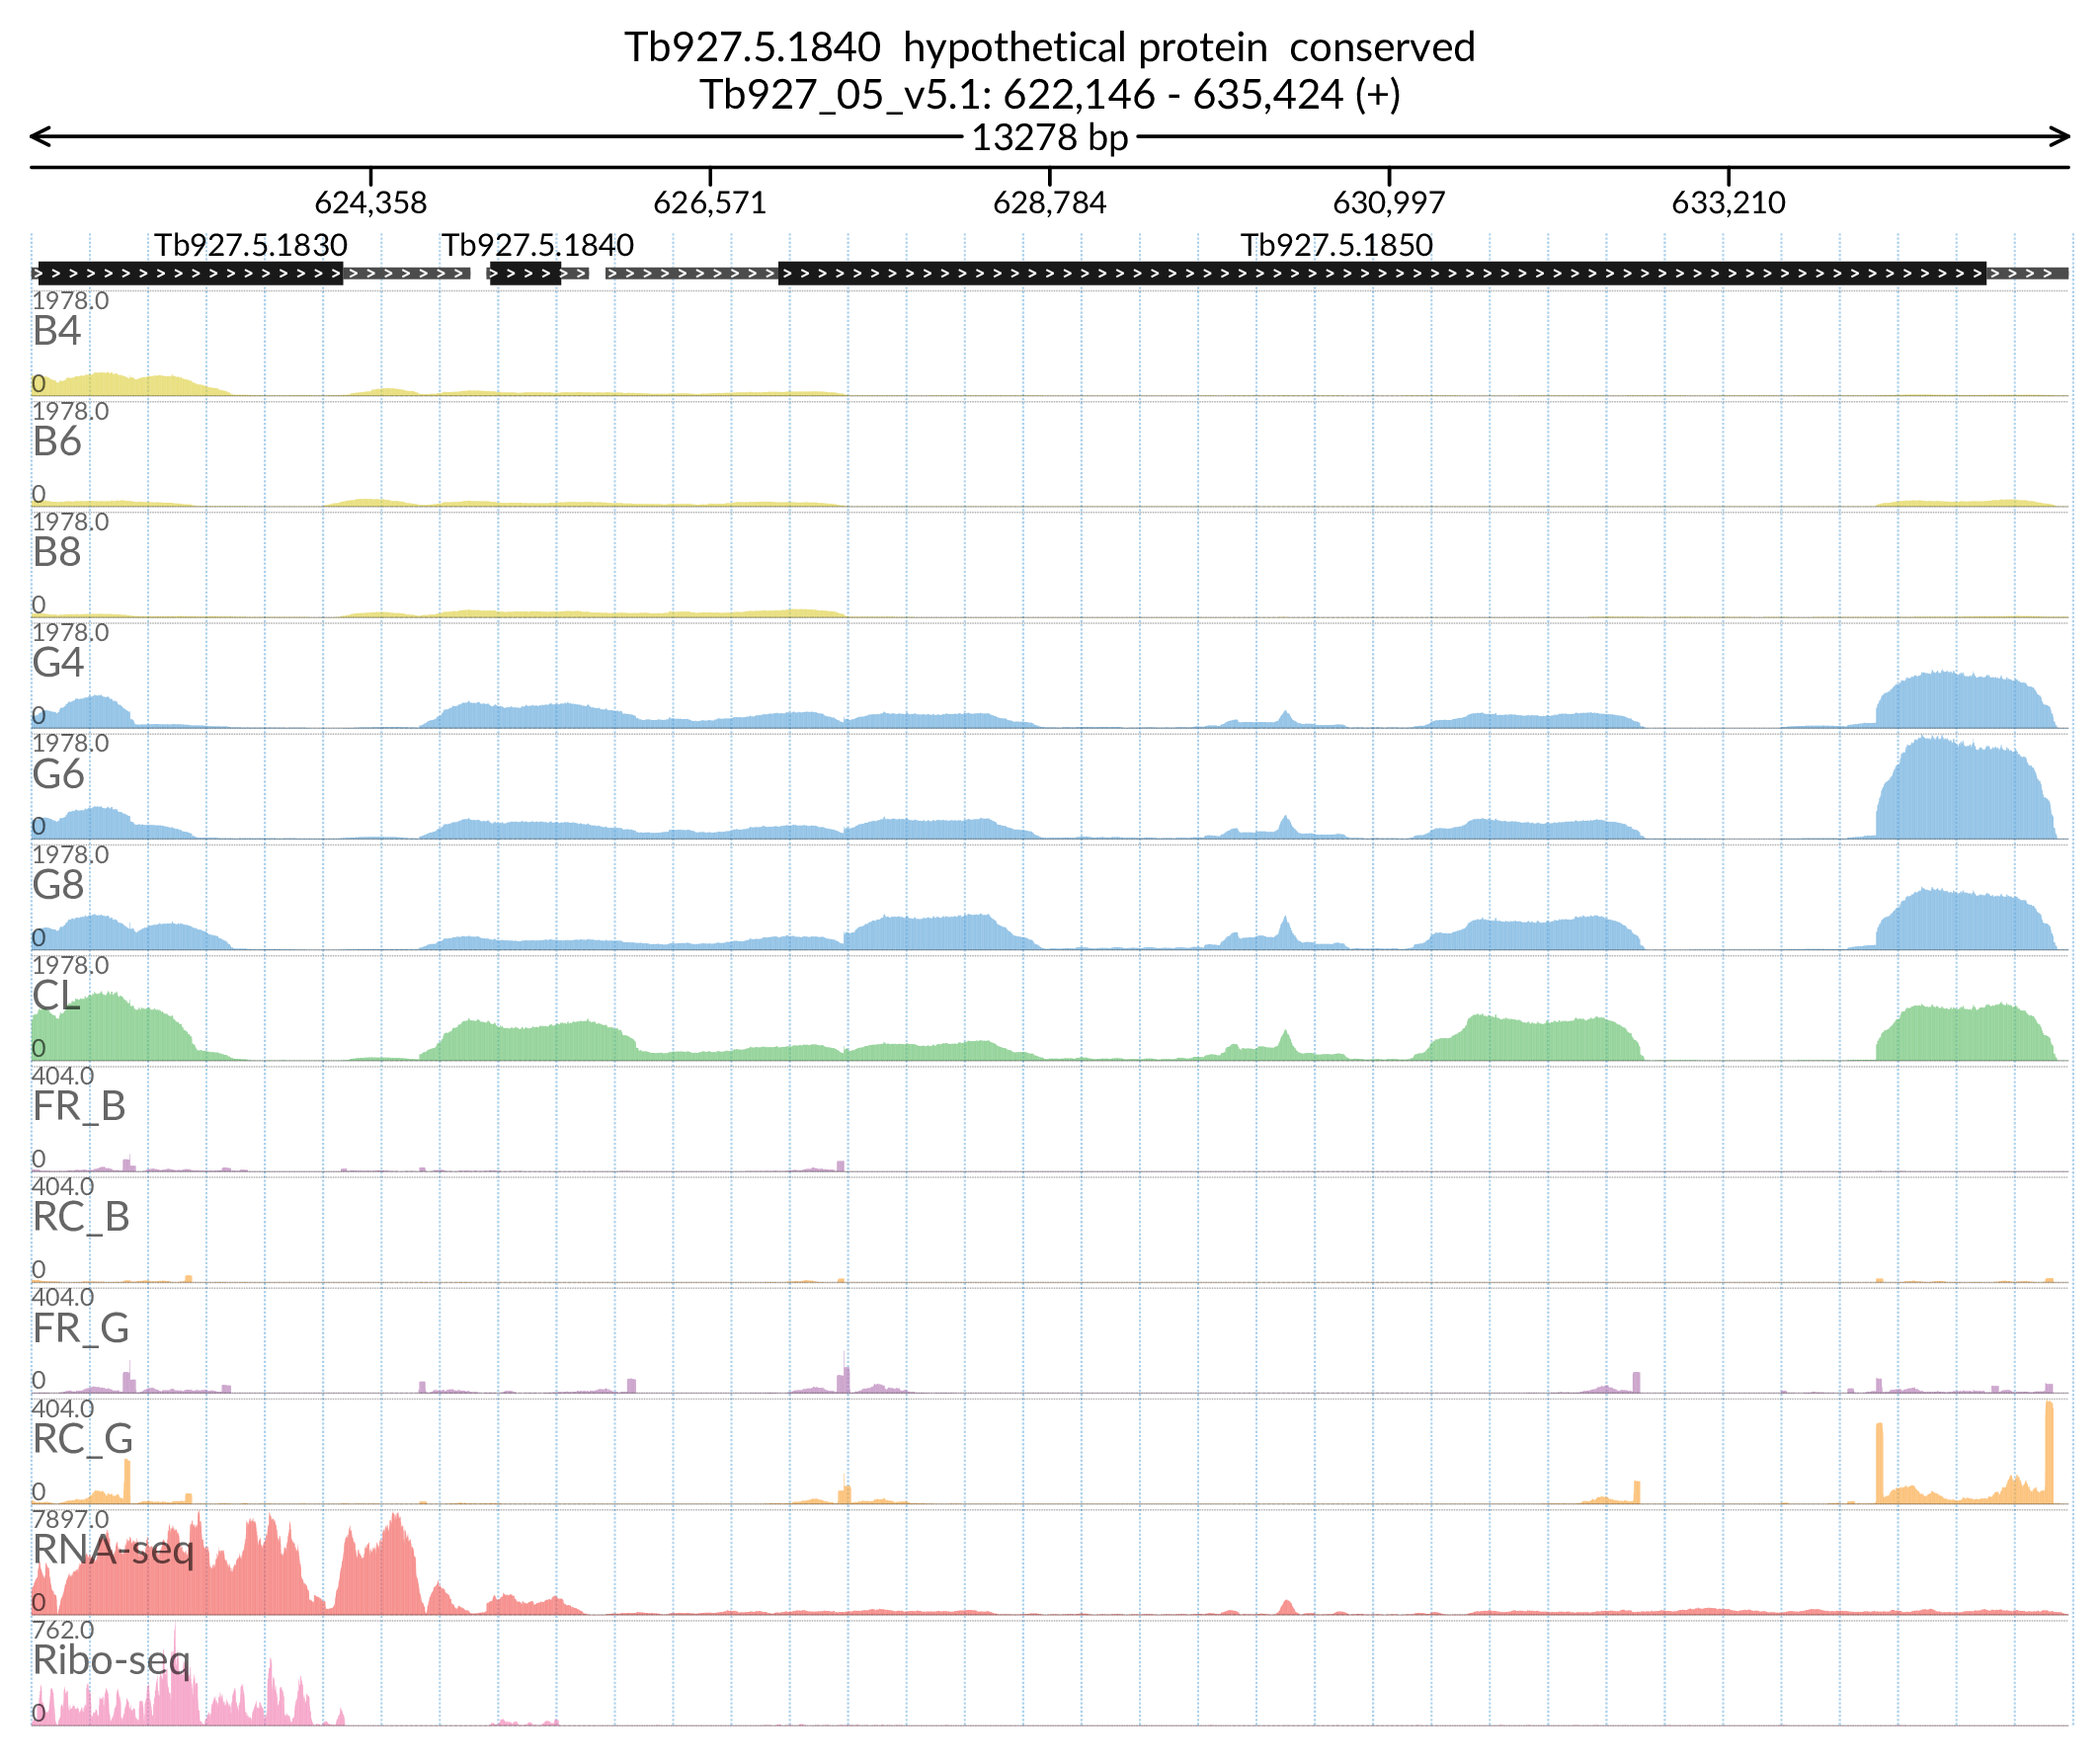 Tb927.5.1840  hypothetical protein  conserved
Tb927_05_v5.1: 622,146 - 635,424 (+)
13278 bp
624,358 626,571 628,784 630,997 633,210
Tb927.5.1830 Tb927.5.1840 Tb927.5.1850
1978.0
B4
0
1978.0
B6
0
1978.0
B8
0
1978.0
G4
0
1978.0
G6
0
1978.0
G8
0
1978.0
CL
0
404.0
FR_B
0
404.0
RC_B
0
404.0
FR_G
0
404.0
RC_G
0
7897.0
RNA-seq
0
762.0
Ribo-seq
0